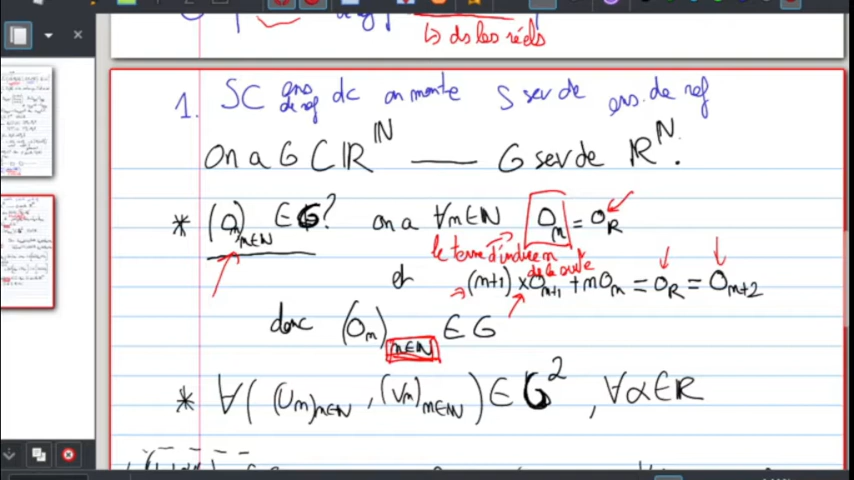 ↳ ds les réels
1. SC ens de ref dc on monte S sev de ens. de ref
On a G ⊂ ℝ^ℕ —— G sev de ℝ^ℕ.
* (0_n)_{n∈ℕ} ∈ G ? on a ∀n∈ℕ 0_n = 0_R
le terme d'indice n de la suite
et (n+1) × 0_{n+1} + n0_n = 0_R = 0_{n+2}
donc (0_n)_{n∈ℕ} ∈ G
* ∀((U_n)_{n∈ℕ}, (V_n)_{n∈ℕ}) ∈ G², ∀α∈ℝ